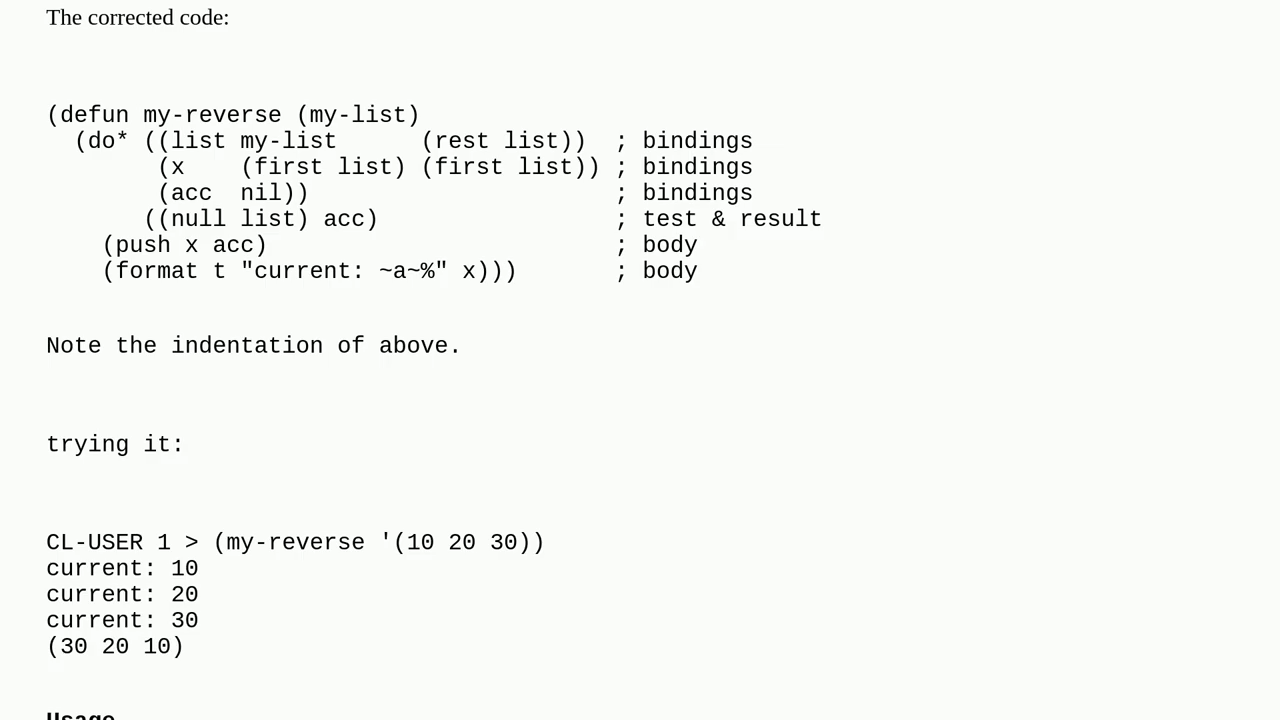 The corrected code:
(defun my-reverse (my-list)
  (do* ((list my-list      (rest list))  ; bindings
        (x    (first list) (first list)) ; bindings
        (acc  nil))                      ; bindings
       ((null list) acc)                 ; test & result
    (push x acc)                         ; body
    (format t "current: ~a~%" x)))       ; body
Note the indentation of above.
trying it:
CL-USER 1 > (my-reverse '(10 20 30))
current: 10
current: 20
current: 30
(30 20 10)
Usage